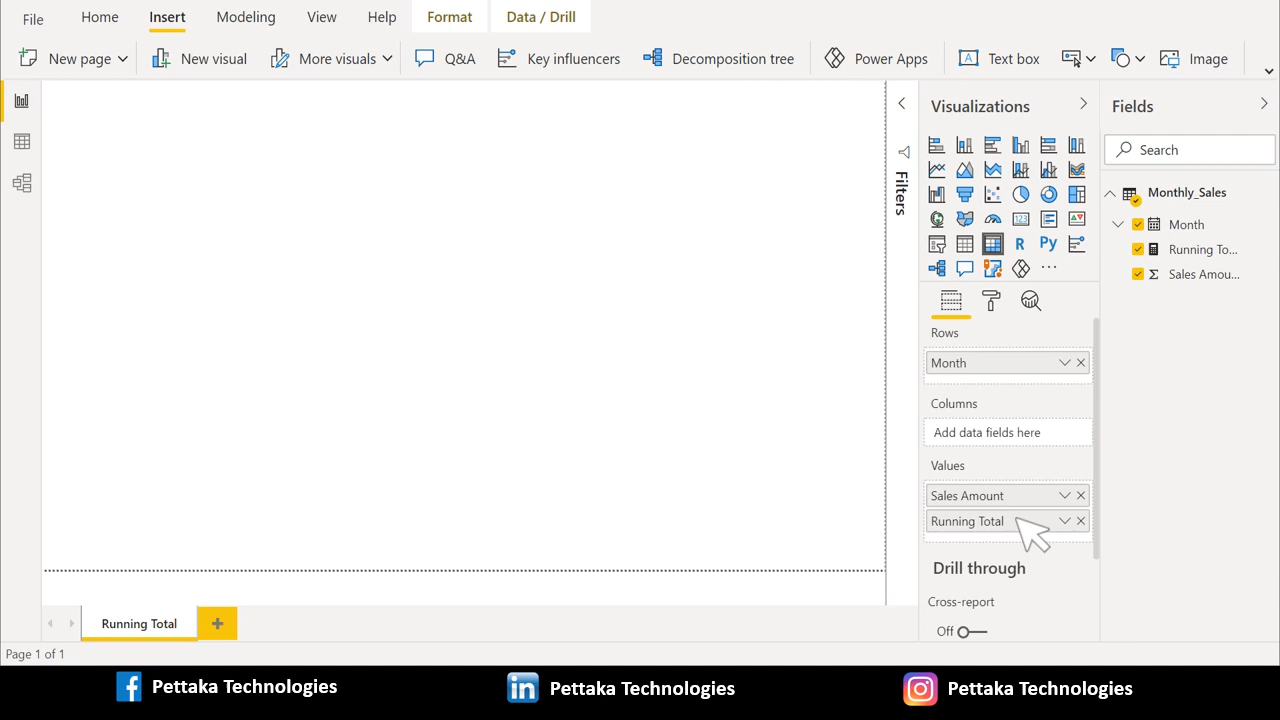 File Home Insert Modeling View Help Format Data / Drill
New page New visual More visuals Q&A Key influencers Decomposition tree Power Apps Text box Image
Filters
Visualizations
123
R Py
Rows
Month
Columns
Add data fields here
Values
Sales Amount
Running Total
Drill through
Cross-report
Off
Fields
Search
Monthly_Sales
Month
Running To...
Sales Amou...
Running Total
Page 1 of 1
Pettaka Technologies Pettaka Technologies Pettaka Technologies